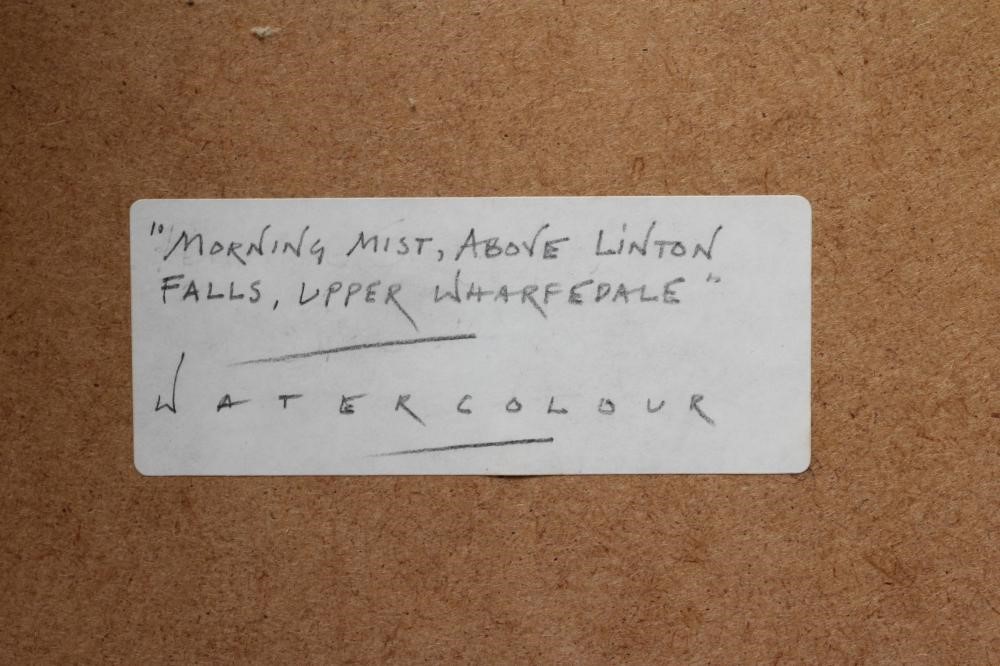 "MORNING MIST, ABOVE LINTON
FALLS, UPPER WHARFEDALE"
WATERCOLOUR